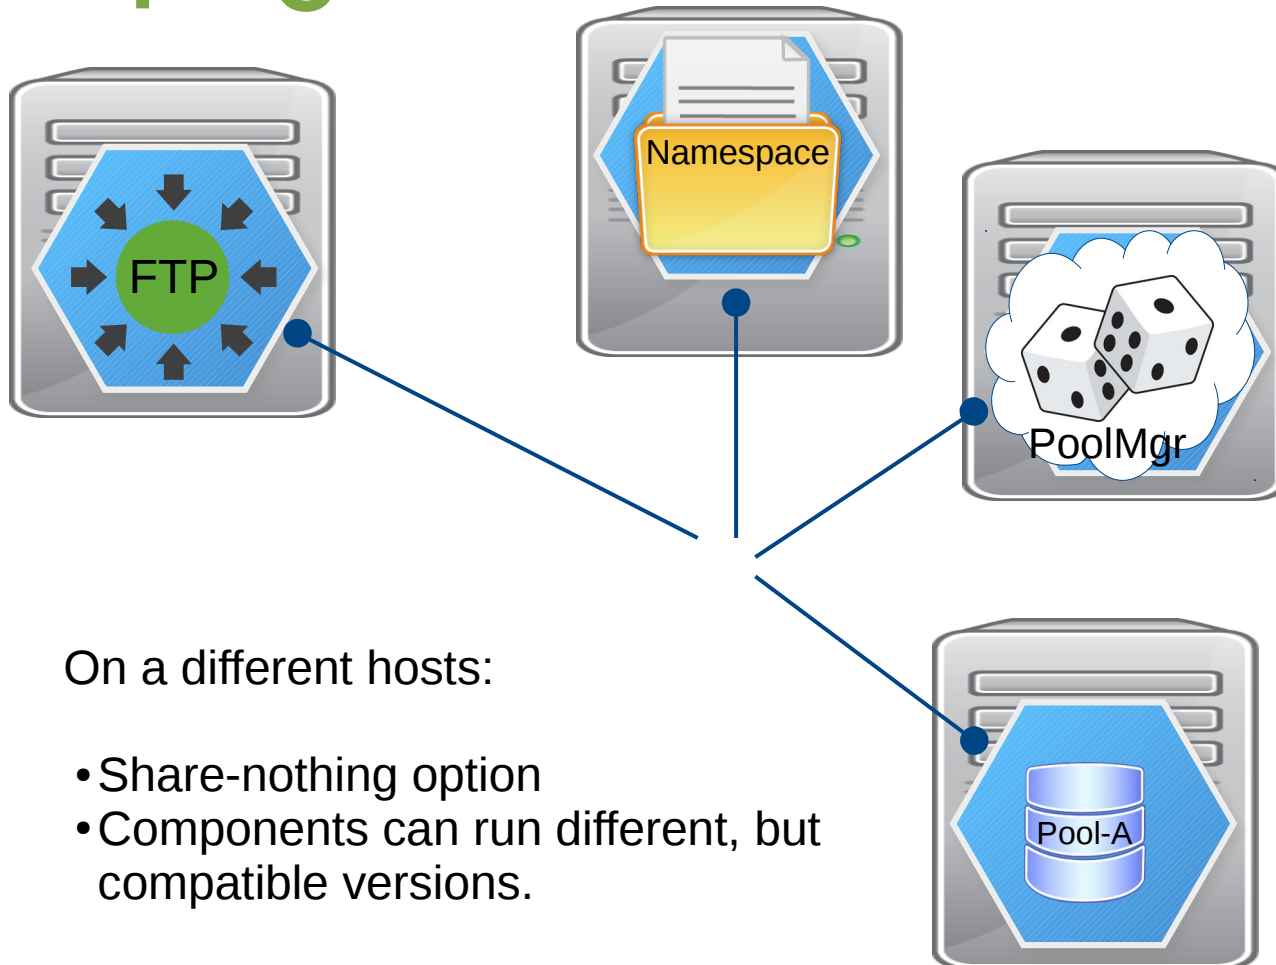 Namespace
FTP
PoolMgr
On a different hosts:
• Share-nothing option
• Components can run different, but
compatible versions.
Pool-A